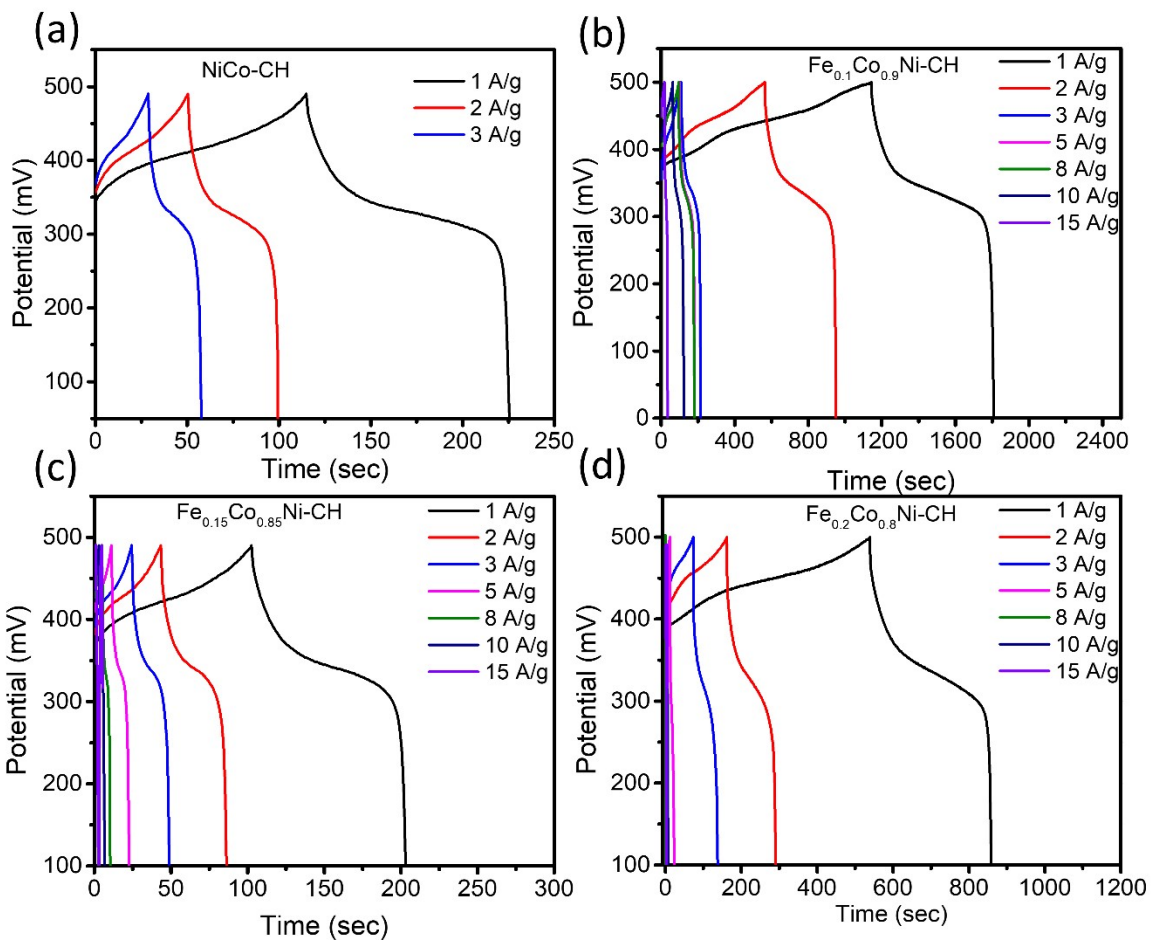 (a)
NiCo-CH
1 A/g
2 A/g
3 A/g
500
400
300
200
100
Potential (mV)
0 50 100 150 200 250
Time (sec)
(b)
Fe0.1Co0.9Ni-CH
1 A/g
2 A/g
3 A/g
5 A/g
8 A/g
10 A/g
15 A/g
500
400
300
200
100
0
Potential (mV)
0 400 800 1200 1600 2000 2400
Time (sec)
(c)
Fe0.15Co0.85Ni-CH
1 A/g
2 A/g
3 A/g
5 A/g
8 A/g
10 A/g
15 A/g
500
400
300
200
100
Potential (mV)
0 50 100 150 200 250 300
Time (sec)
(d)
Fe0.2Co0.8Ni-CH
1 A/g
2 A/g
3 A/g
5 A/g
8 A/g
10 A/g
15 A/g
500
400
300
200
100
Potential (mV)
0 200 400 600 800 1000 1200
Time (sec)